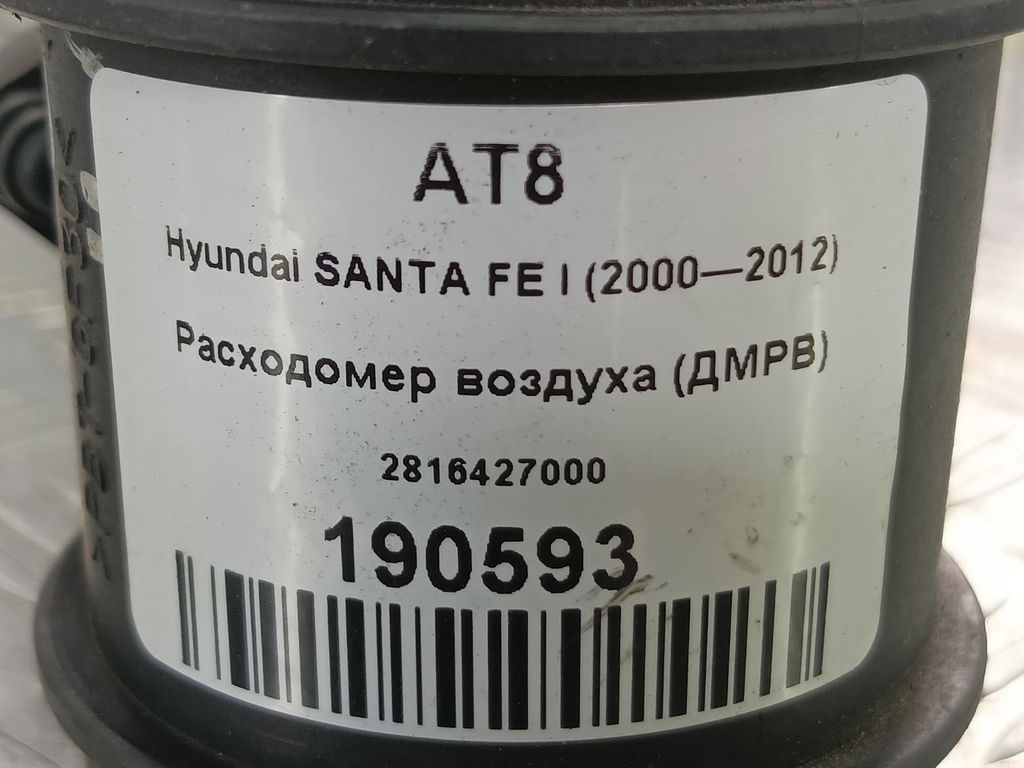 AT8
Hyundai SANTA FE I (2000—2012)
Расходомер воздуха (ДМРВ)
2816427000
190593